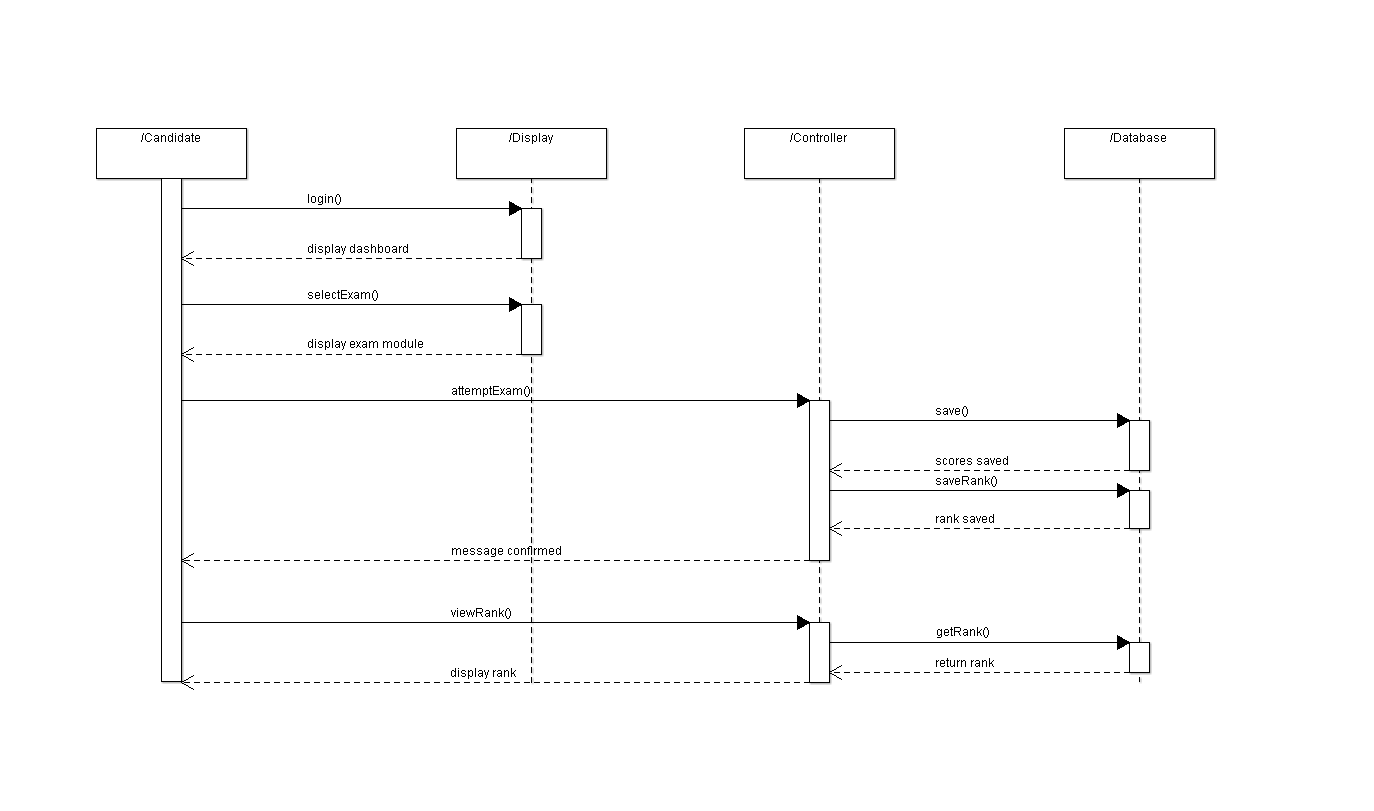 /Candidate
/Display
/Controller
/Database
login()
display dashboard
selectExam()
display exam module
attemptExam()
save()
scores saved
saveRank()
rank saved
message confirmed
viewRank()
getRank()
return rank
display rank